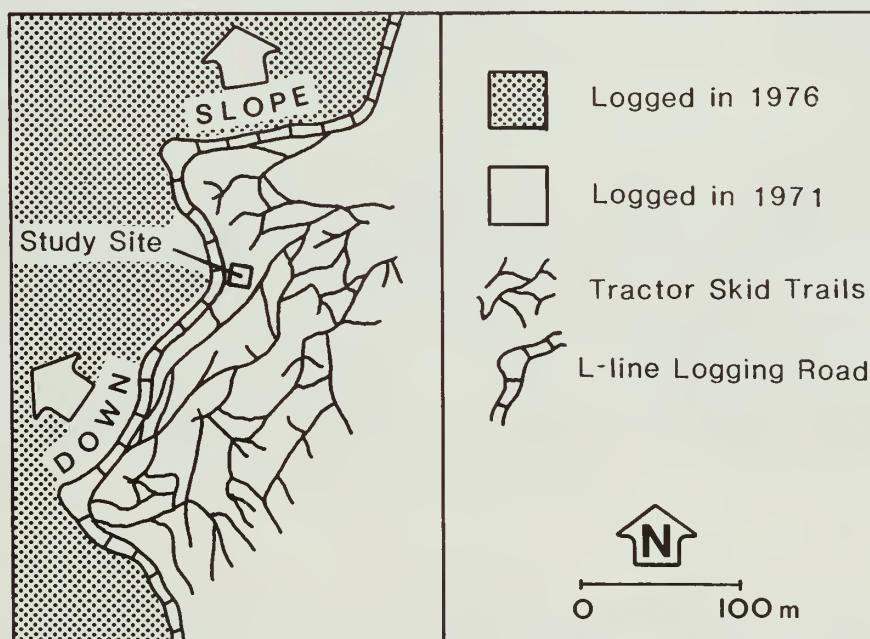 SLOPE
Study Site
DOWN
Logged in 1976
Logged in 1971
Tractor Skid Trails
L-line Logging Road
N
0 100 m